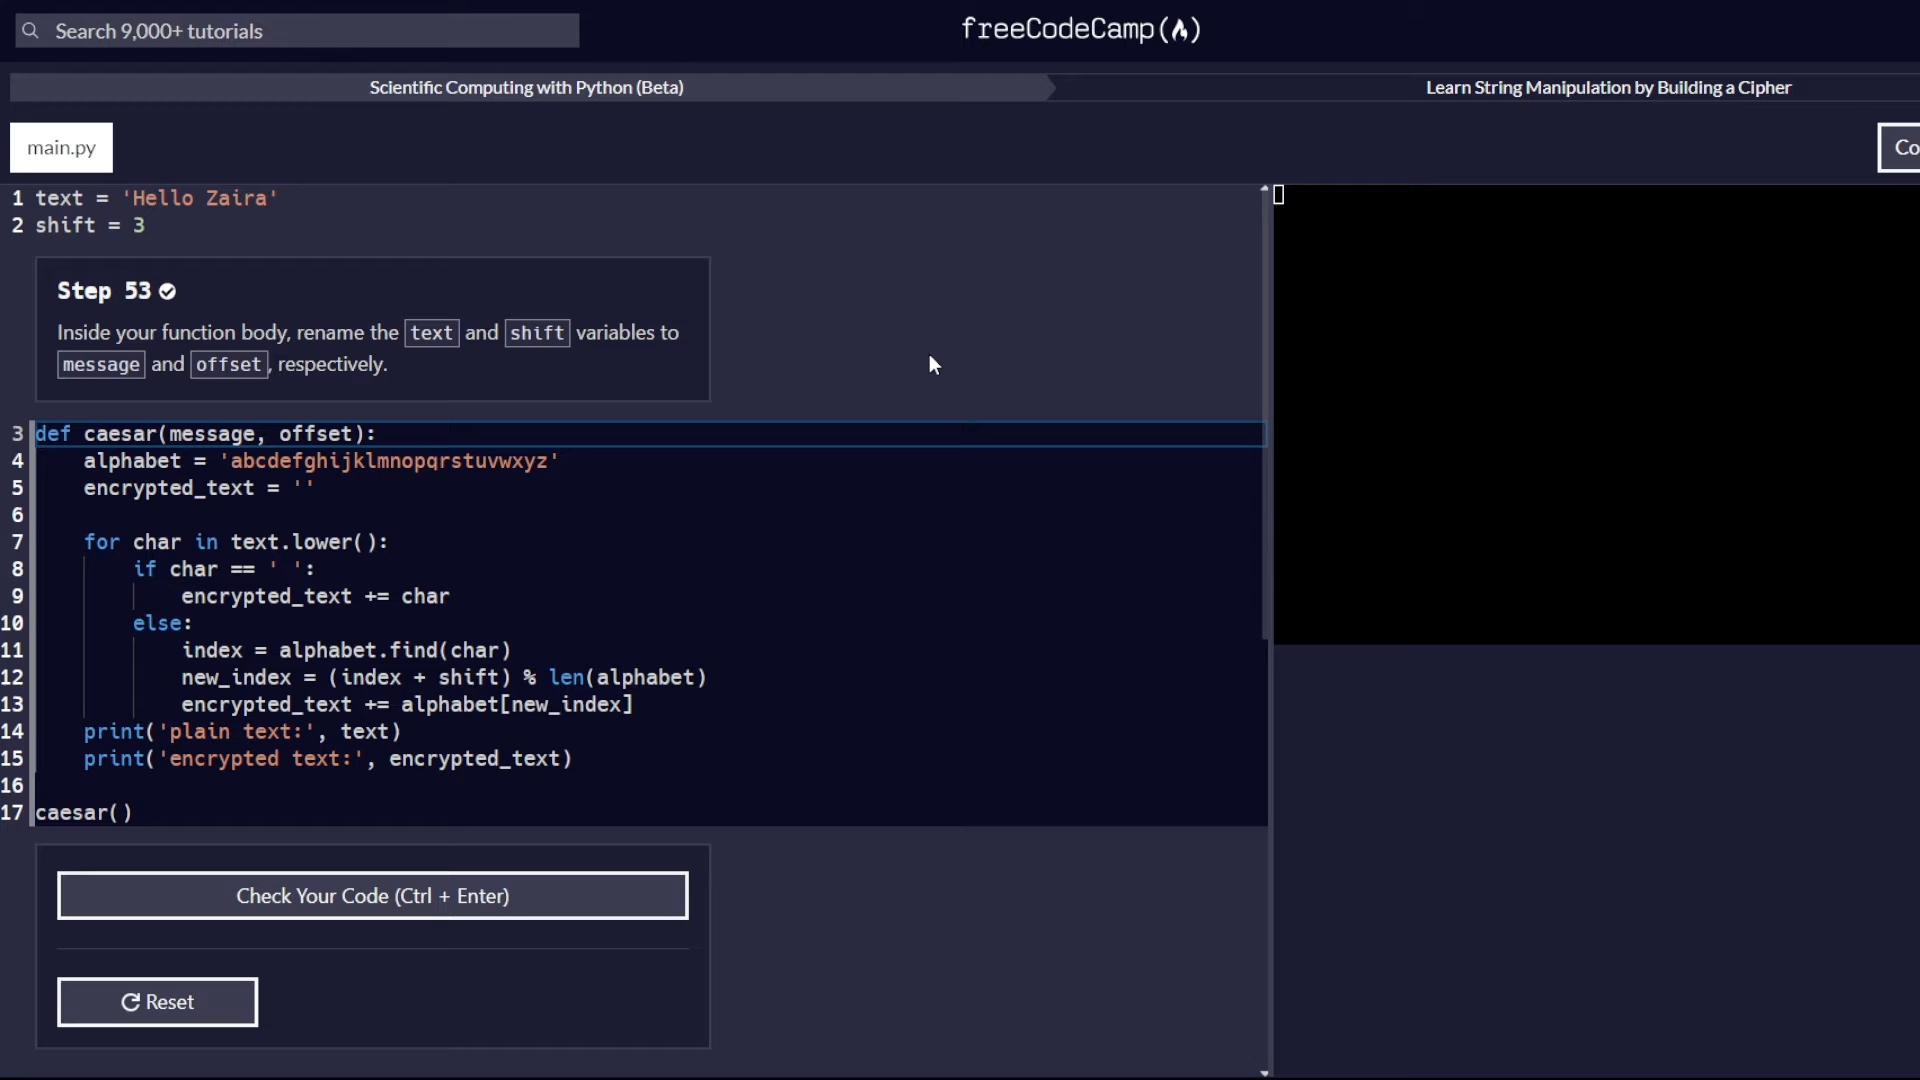 Search 9,000+ tutorials
freeCodeCamp(🔥)
Scientific Computing with Python (Beta)
Learn String Manipulation by Building a Cipher
main.py
Co
1 text = 'Hello Zaira'
2 shift = 3
Step 53
Inside your function body, rename the text and shift variables to
message and offset, respectively.
3 def caesar(message, offset):
4     alphabet = 'abcdefghijklmnopqrstuvwxyz'
5     encrypted_text = ''
6
7     for char in text.lower():
8         if char == ' ':
9             encrypted_text += char
10         else:
11             index = alphabet.find(char)
12             new_index = (index + shift) % len(alphabet)
13             encrypted_text += alphabet[new_index]
14     print('plain text:', text)
15     print('encrypted text:', encrypted_text)
16
17 caesar()
Check Your Code (Ctrl + Enter)
Reset